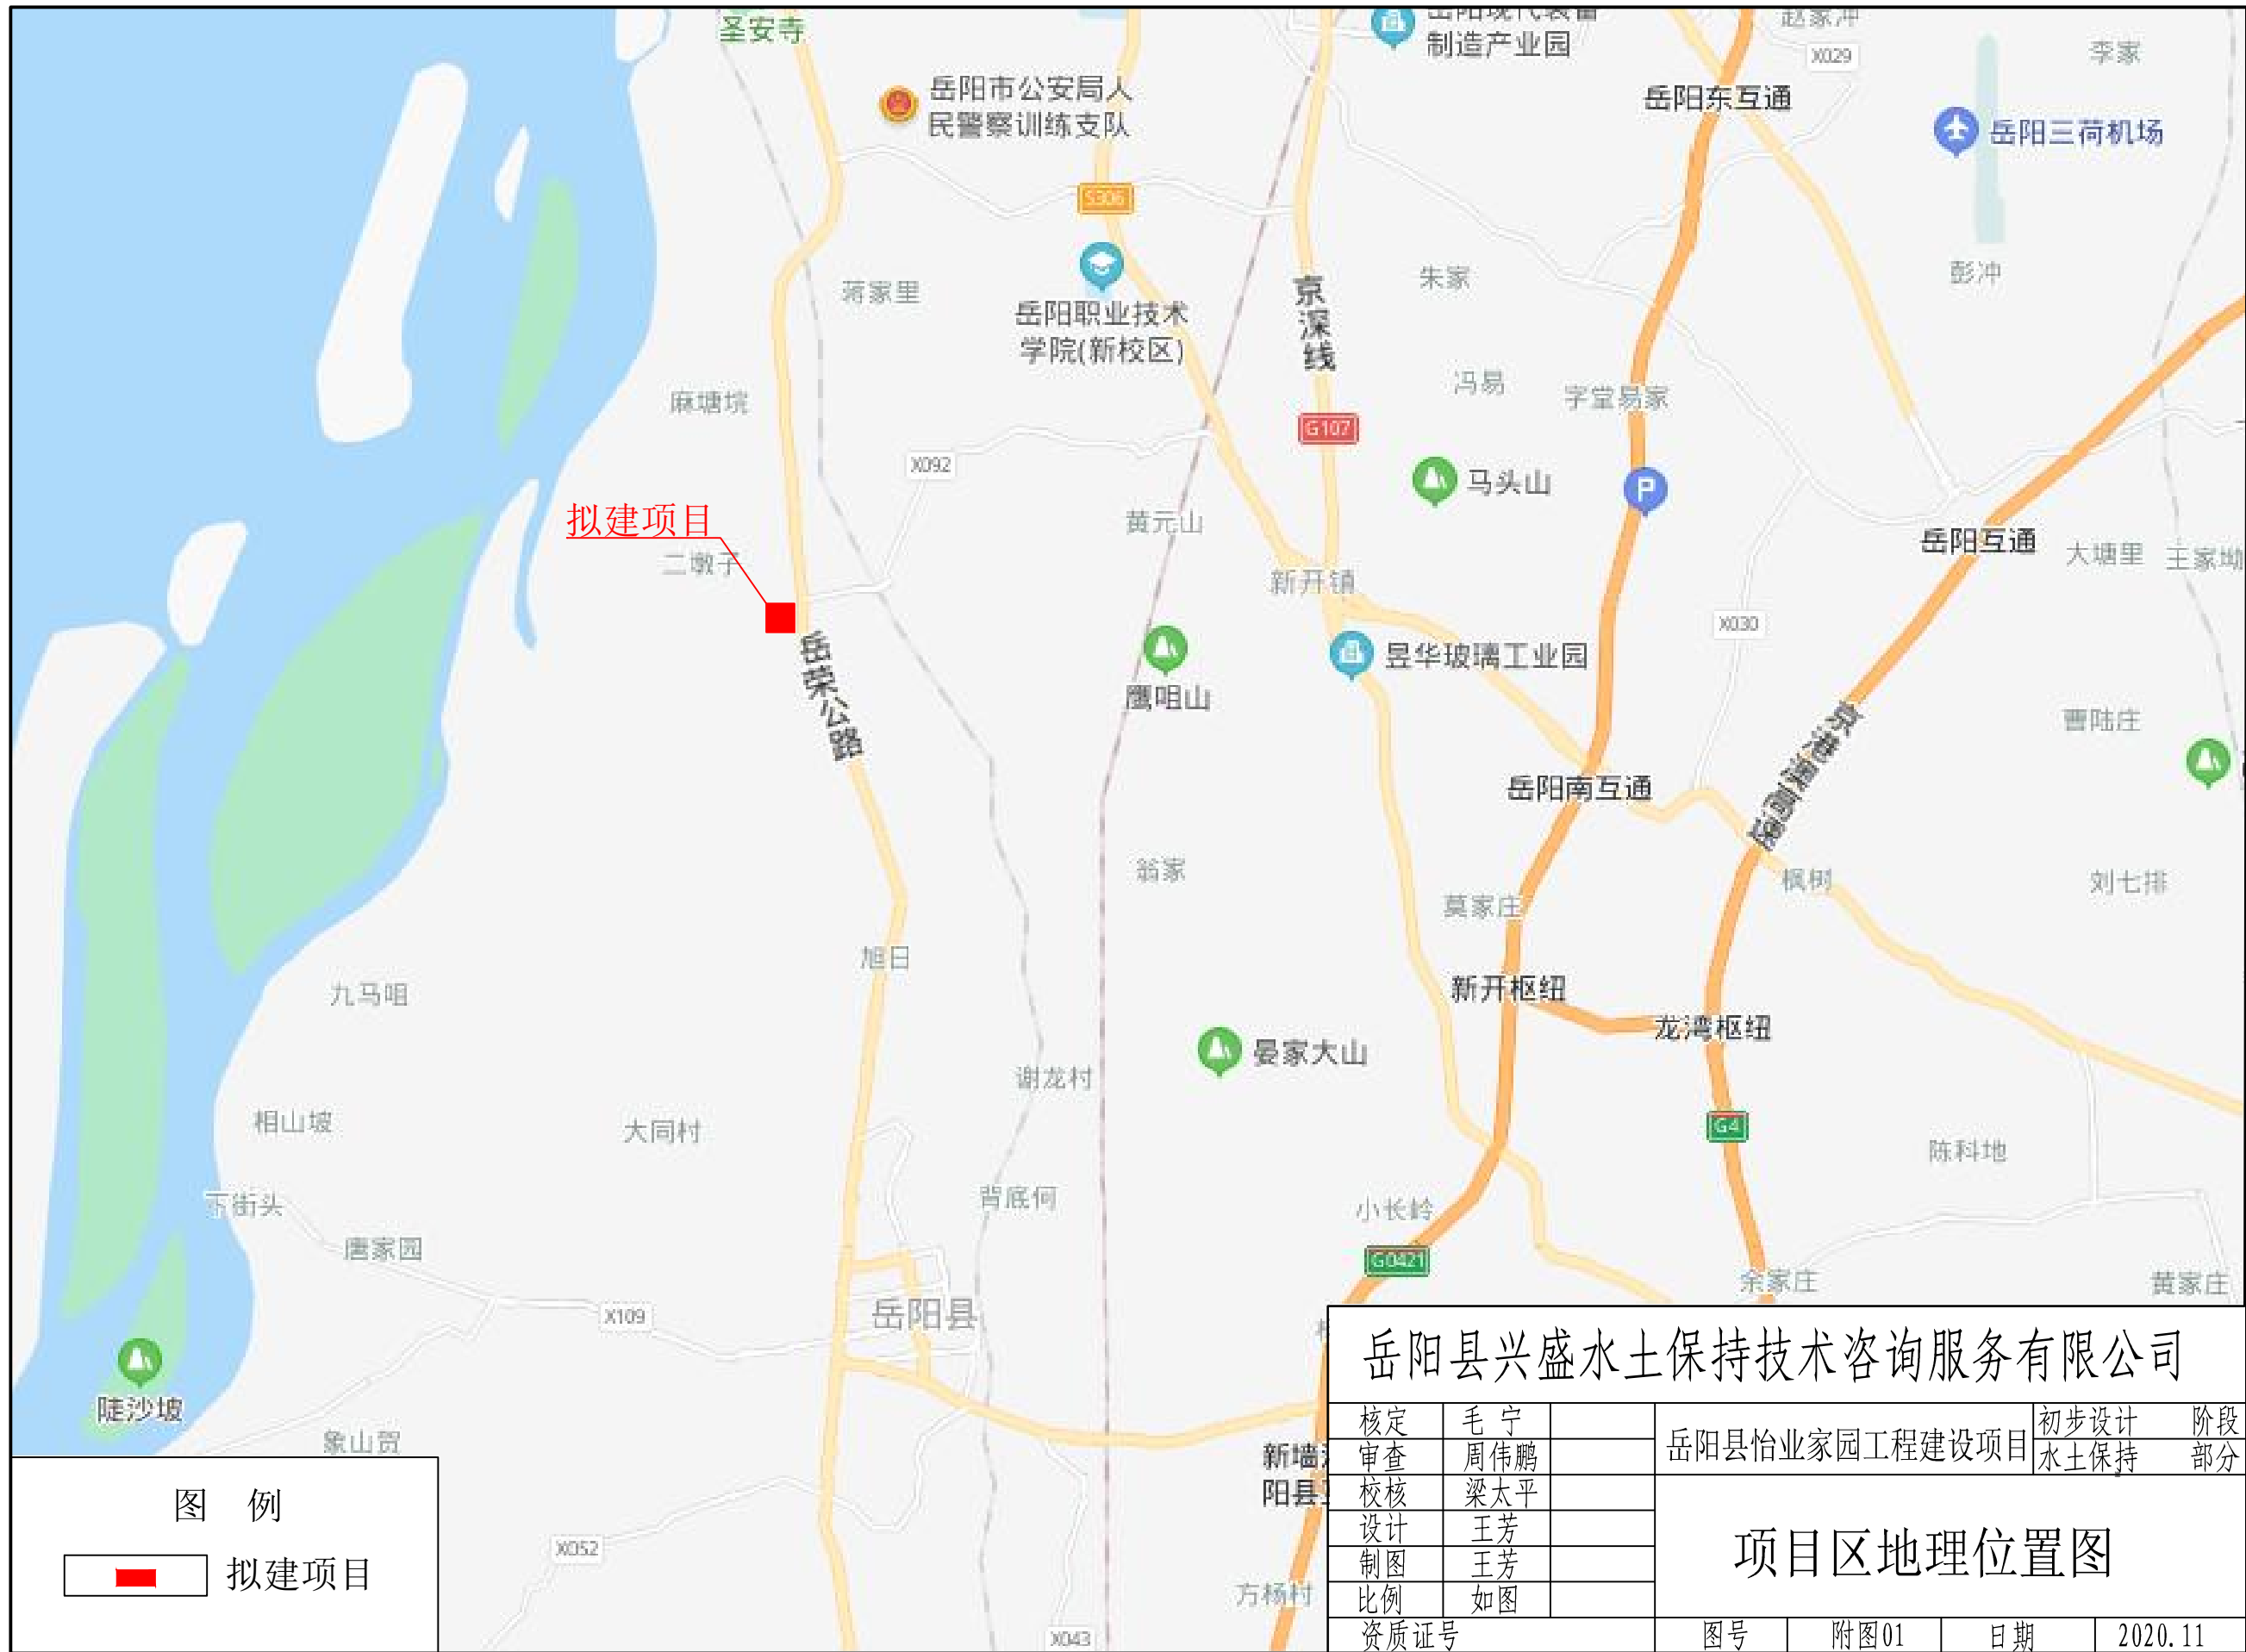 圣安寺
制造产业园
赵家冲
X029
李家
岳阳市公安局人
民警察训练支队
岳阳东互通
岳阳三荷机场
S306
蒋家里
岳阳职业技术
学院(新校区)
京深线
朱家
彭冲
麻塘垸
冯易
字堂易家
G107
X092
马头山
P
拟建项目
黄元山
二墩子
新开镇
岳阳互通
大塘里
王家坳
X030
岳荣公路
昱华玻璃工业园
鹰咀山
京港澳高速
曹陆庄
岳阳南互通
翁家
枫树
刘七排
莫家庄
旭日
九马咀
新开枢纽
龙湾枢纽
晏家大山
谢龙村
相山坡
大同村
G4
陈科地
下街头
背底何
小长岭
唐家园
G0421
余家庄
黄家庄
X109
岳阳县
陡沙坡
象山贺
新墙
阳县
X052
方杨村
X043
图 例
拟建项目
岳阳县兴盛水土保持技术咨询服务有限公司
核定 毛宁
审查 周伟鹏
校核 梁太平
设计 王芳
制图 王芳
比例 如图
资质证号
岳阳县怡业家园工程建设项目
初步设计 阶段
水土保持 部分
项目区地理位置图
图号 附图01 日期 2020.11